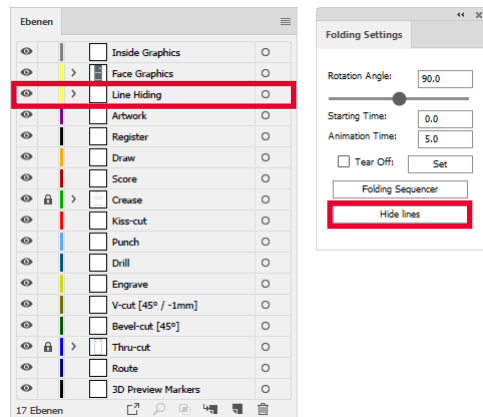 Ebenen
Inside Graphics
Face Graphics
Line Hiding
Artwork
Register
Draw
Score
Crease
Kiss-cut
Punch
Drill
Engrave
V-cut [45° / -1mm]
Bevel-cut [45°]
Thru-cut
Route
3D Preview Markers
17 Ebenen
Folding Settings
Rotation Angle: 90.0
Starting Time: 0.0
Animation Time: 5.0
Tear Off: Set
Folding Sequencer
Hide lines